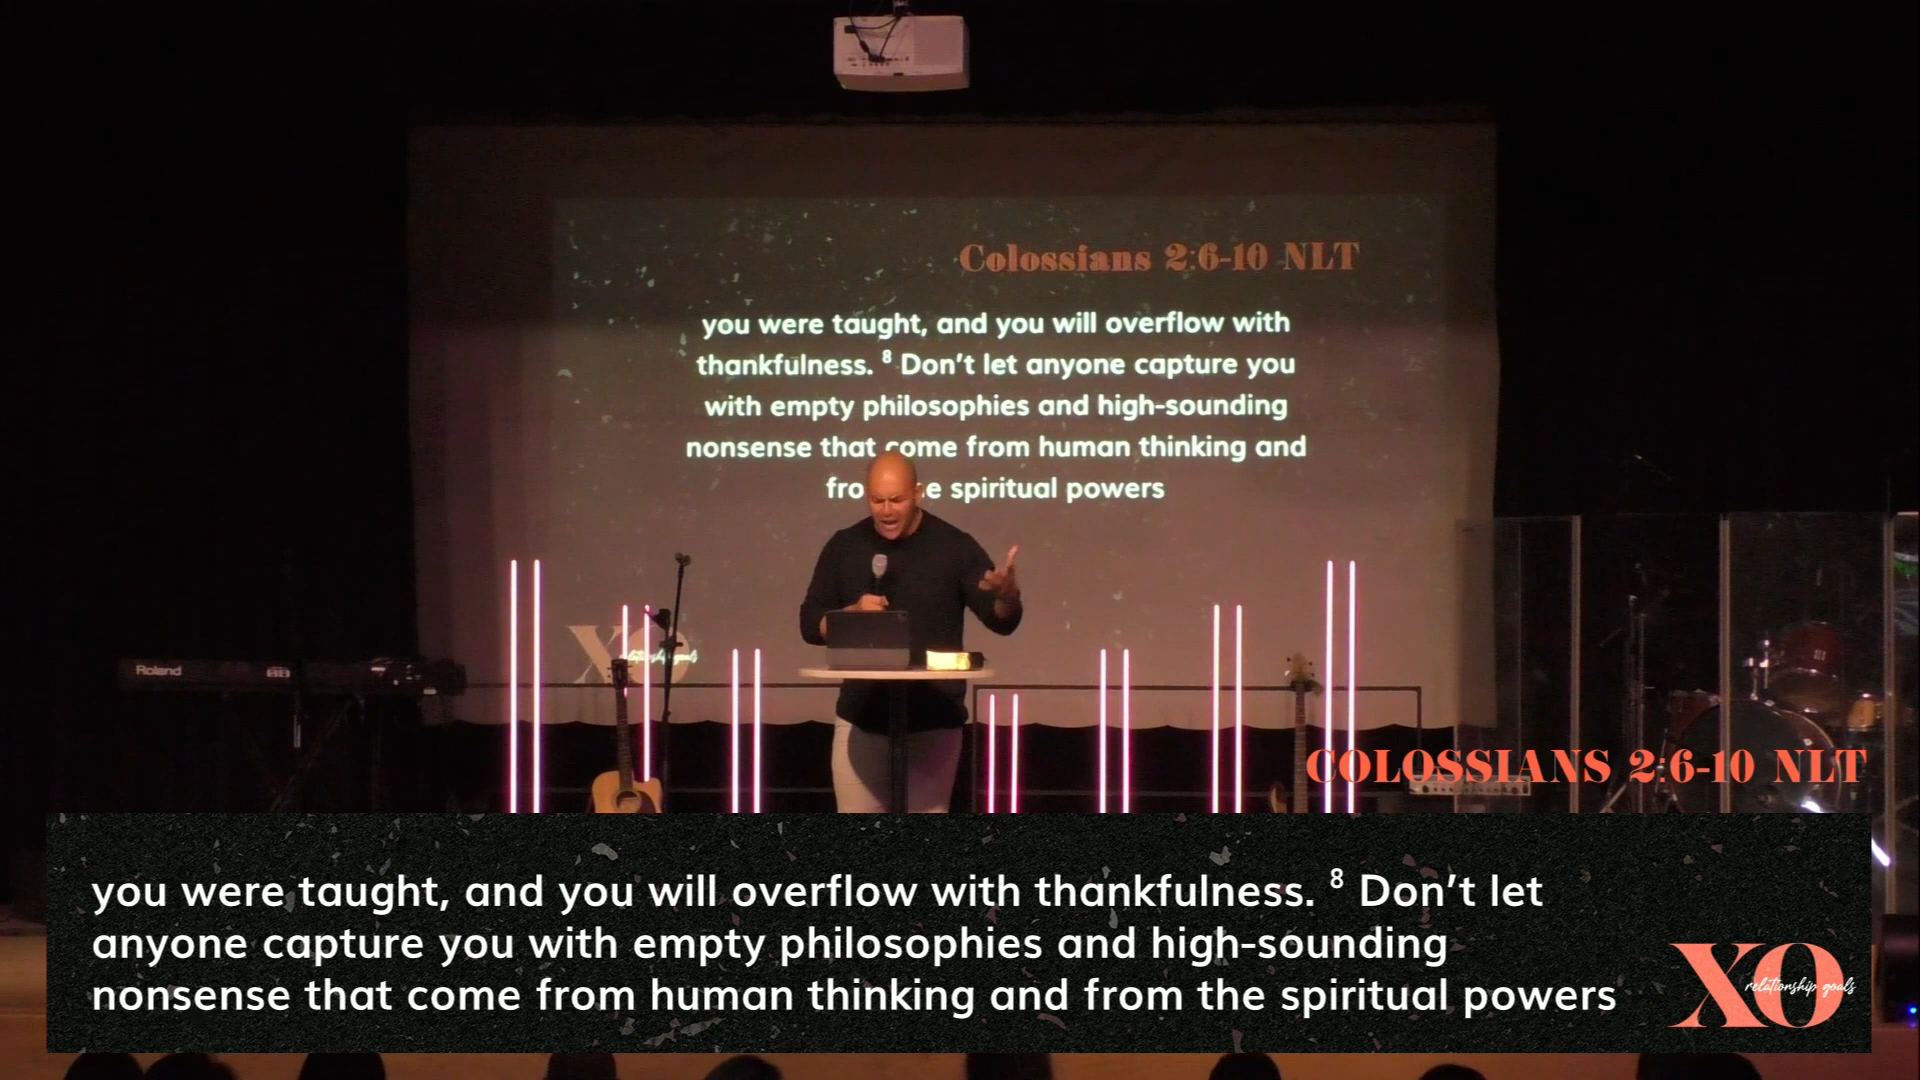 Colossians 2:6-10 NLT
you were taught, and you will overflow with
thankfulness. 8 Don't let anyone capture you
with empty philosophies and high-sounding
nonsense that come from human thinking and
fro e spiritual powers
XO
relationship goals
Roland
COLOSSIANS 2:6-10 NLT
you were taught, and you will overflow with thankfulness. 8 Don't let
anyone capture you with empty philosophies and high-sounding
nonsense that come from human thinking and from the spiritual powers
XO
relationship goals